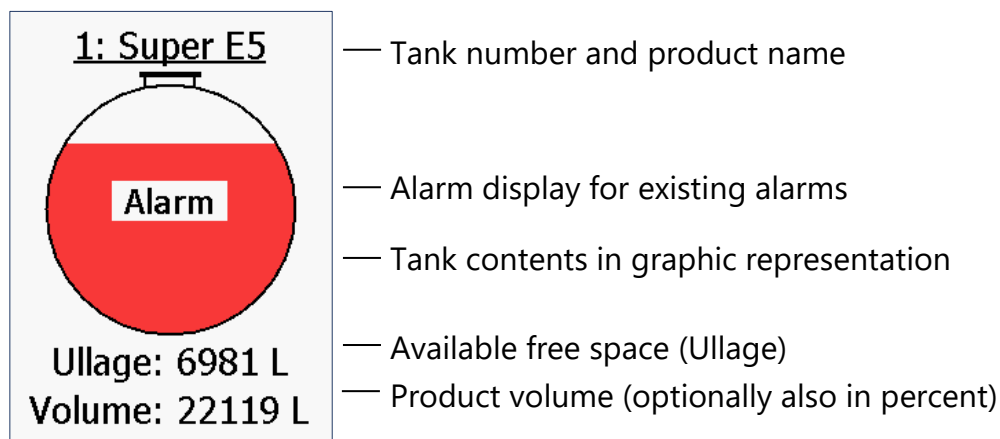 1: Super E5
Tank number and product name
Alarm
Alarm display for existing alarms
Tank contents in graphic representation
Ullage: 6981 L
Available free space (Ullage)
Volume: 22119 L
Product volume (optionally also in percent)